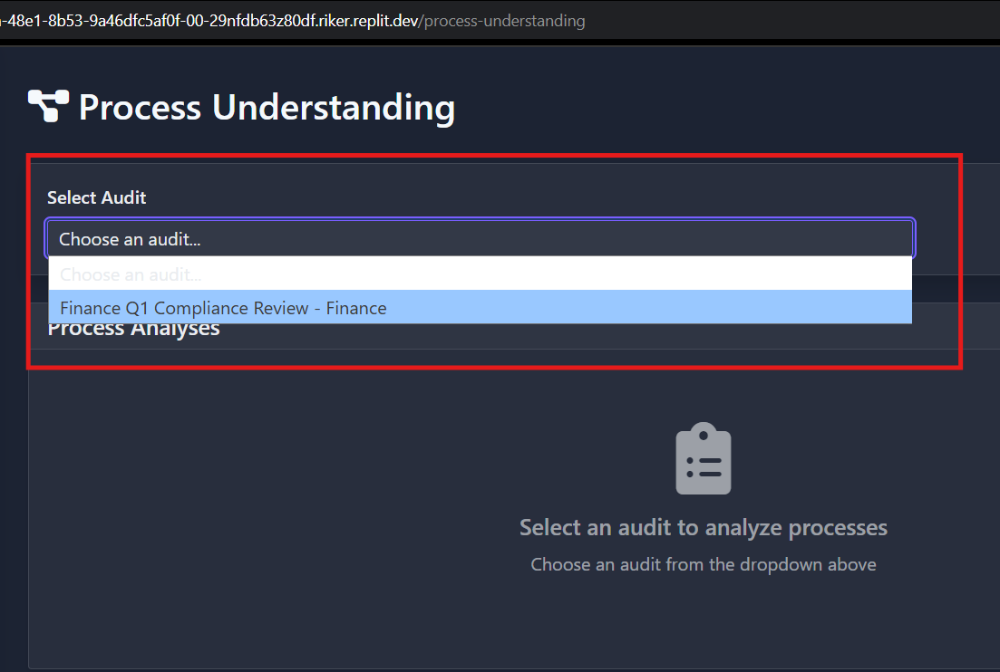 -48e1-8b53-9a46dfc5af0f-00-29nfdb63z80df.riker.replit.dev/process-understanding
Process Understanding
Select Audit
Choose an audit...
Choose an audit...
Finance Q1 Compliance Review - Finance
Process Analyses
Select an audit to analyze processes
Choose an audit from the dropdown above